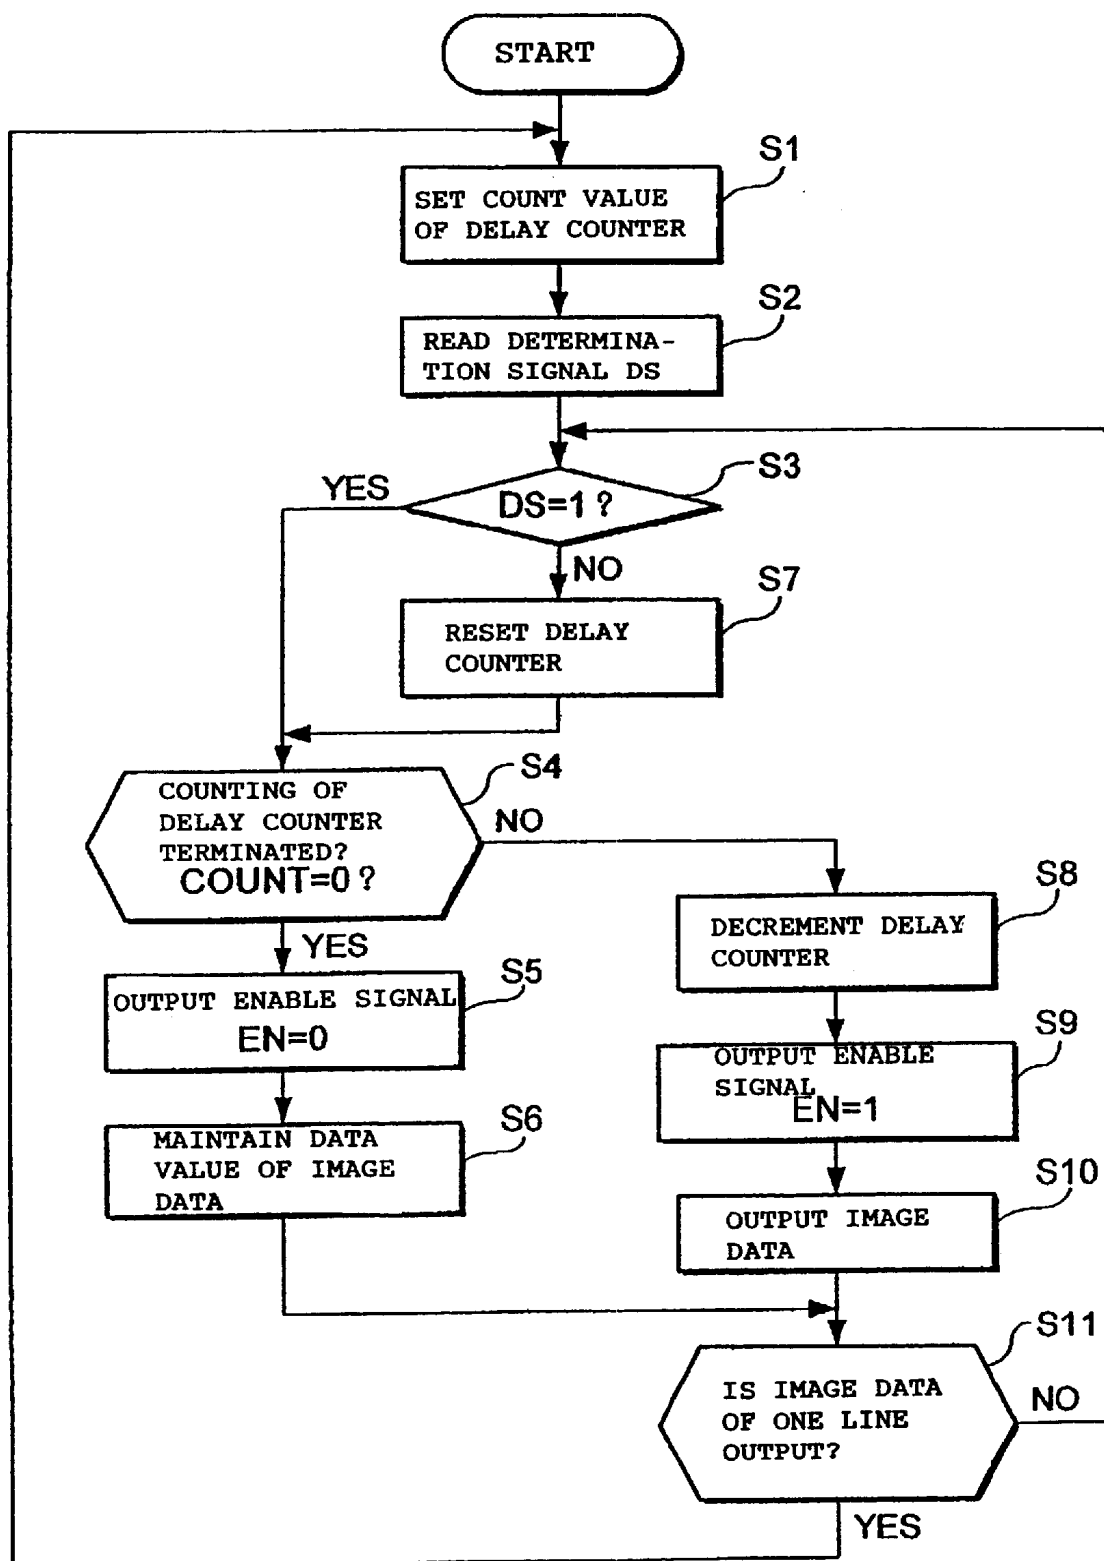 START
S1
SET COUNT VALUE
OF DELAY COUNTER
S2
READ DETERMINA-
TION SIGNAL DS
S3
YES
DS=1?
NO
S7
RESET DELAY
COUNTER
S4
COUNTING OF
DELAY COUNTER
TERMINATED?
COUNT=0?
NO
YES
S8
DECREMENT DELAY
COUNTER
S5
OUTPUT ENABLE SIGNAL
EN=0
S9
OUTPUT ENABLE
SIGNAL
EN=1
S6
MAINTAIN DATA
VALUE OF IMAGE
DATA
S10
OUTPUT IMAGE
DATA
S11
IS IMAGE DATA
OF ONE LINE
OUTPUT?
NO
YES